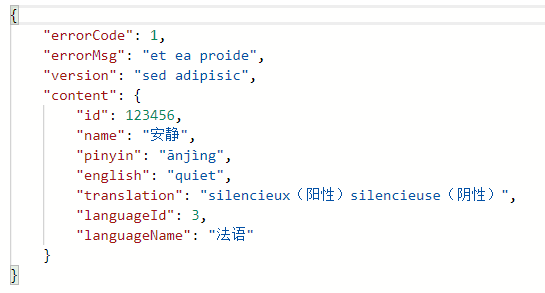 {
    "errorCode": 1,
    "errorMsg": "et ea proide",
    "version": "sed adipisic",
    "content": {
        "id": 123456,
        "name": "安静",
        "pinyin": "ānjìng",
        "english": "quiet",
        "translation": "silencieux（阳性）silencieuse（阴性）",
        "languageId": 3,
        "languageName": "法语"
    }
}